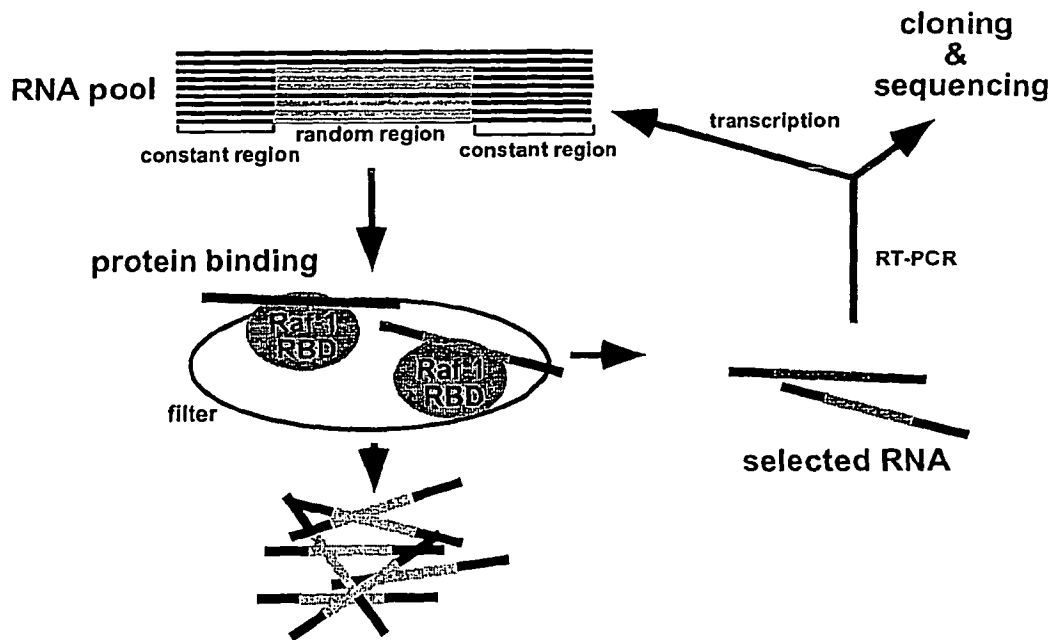 cloning
&
sequencing
RNA pool
transcription
random region
constant region
constant region
protein binding
RT-PCR
Raf-1
RBD
Raf-1
RBD
filter
selected RNA